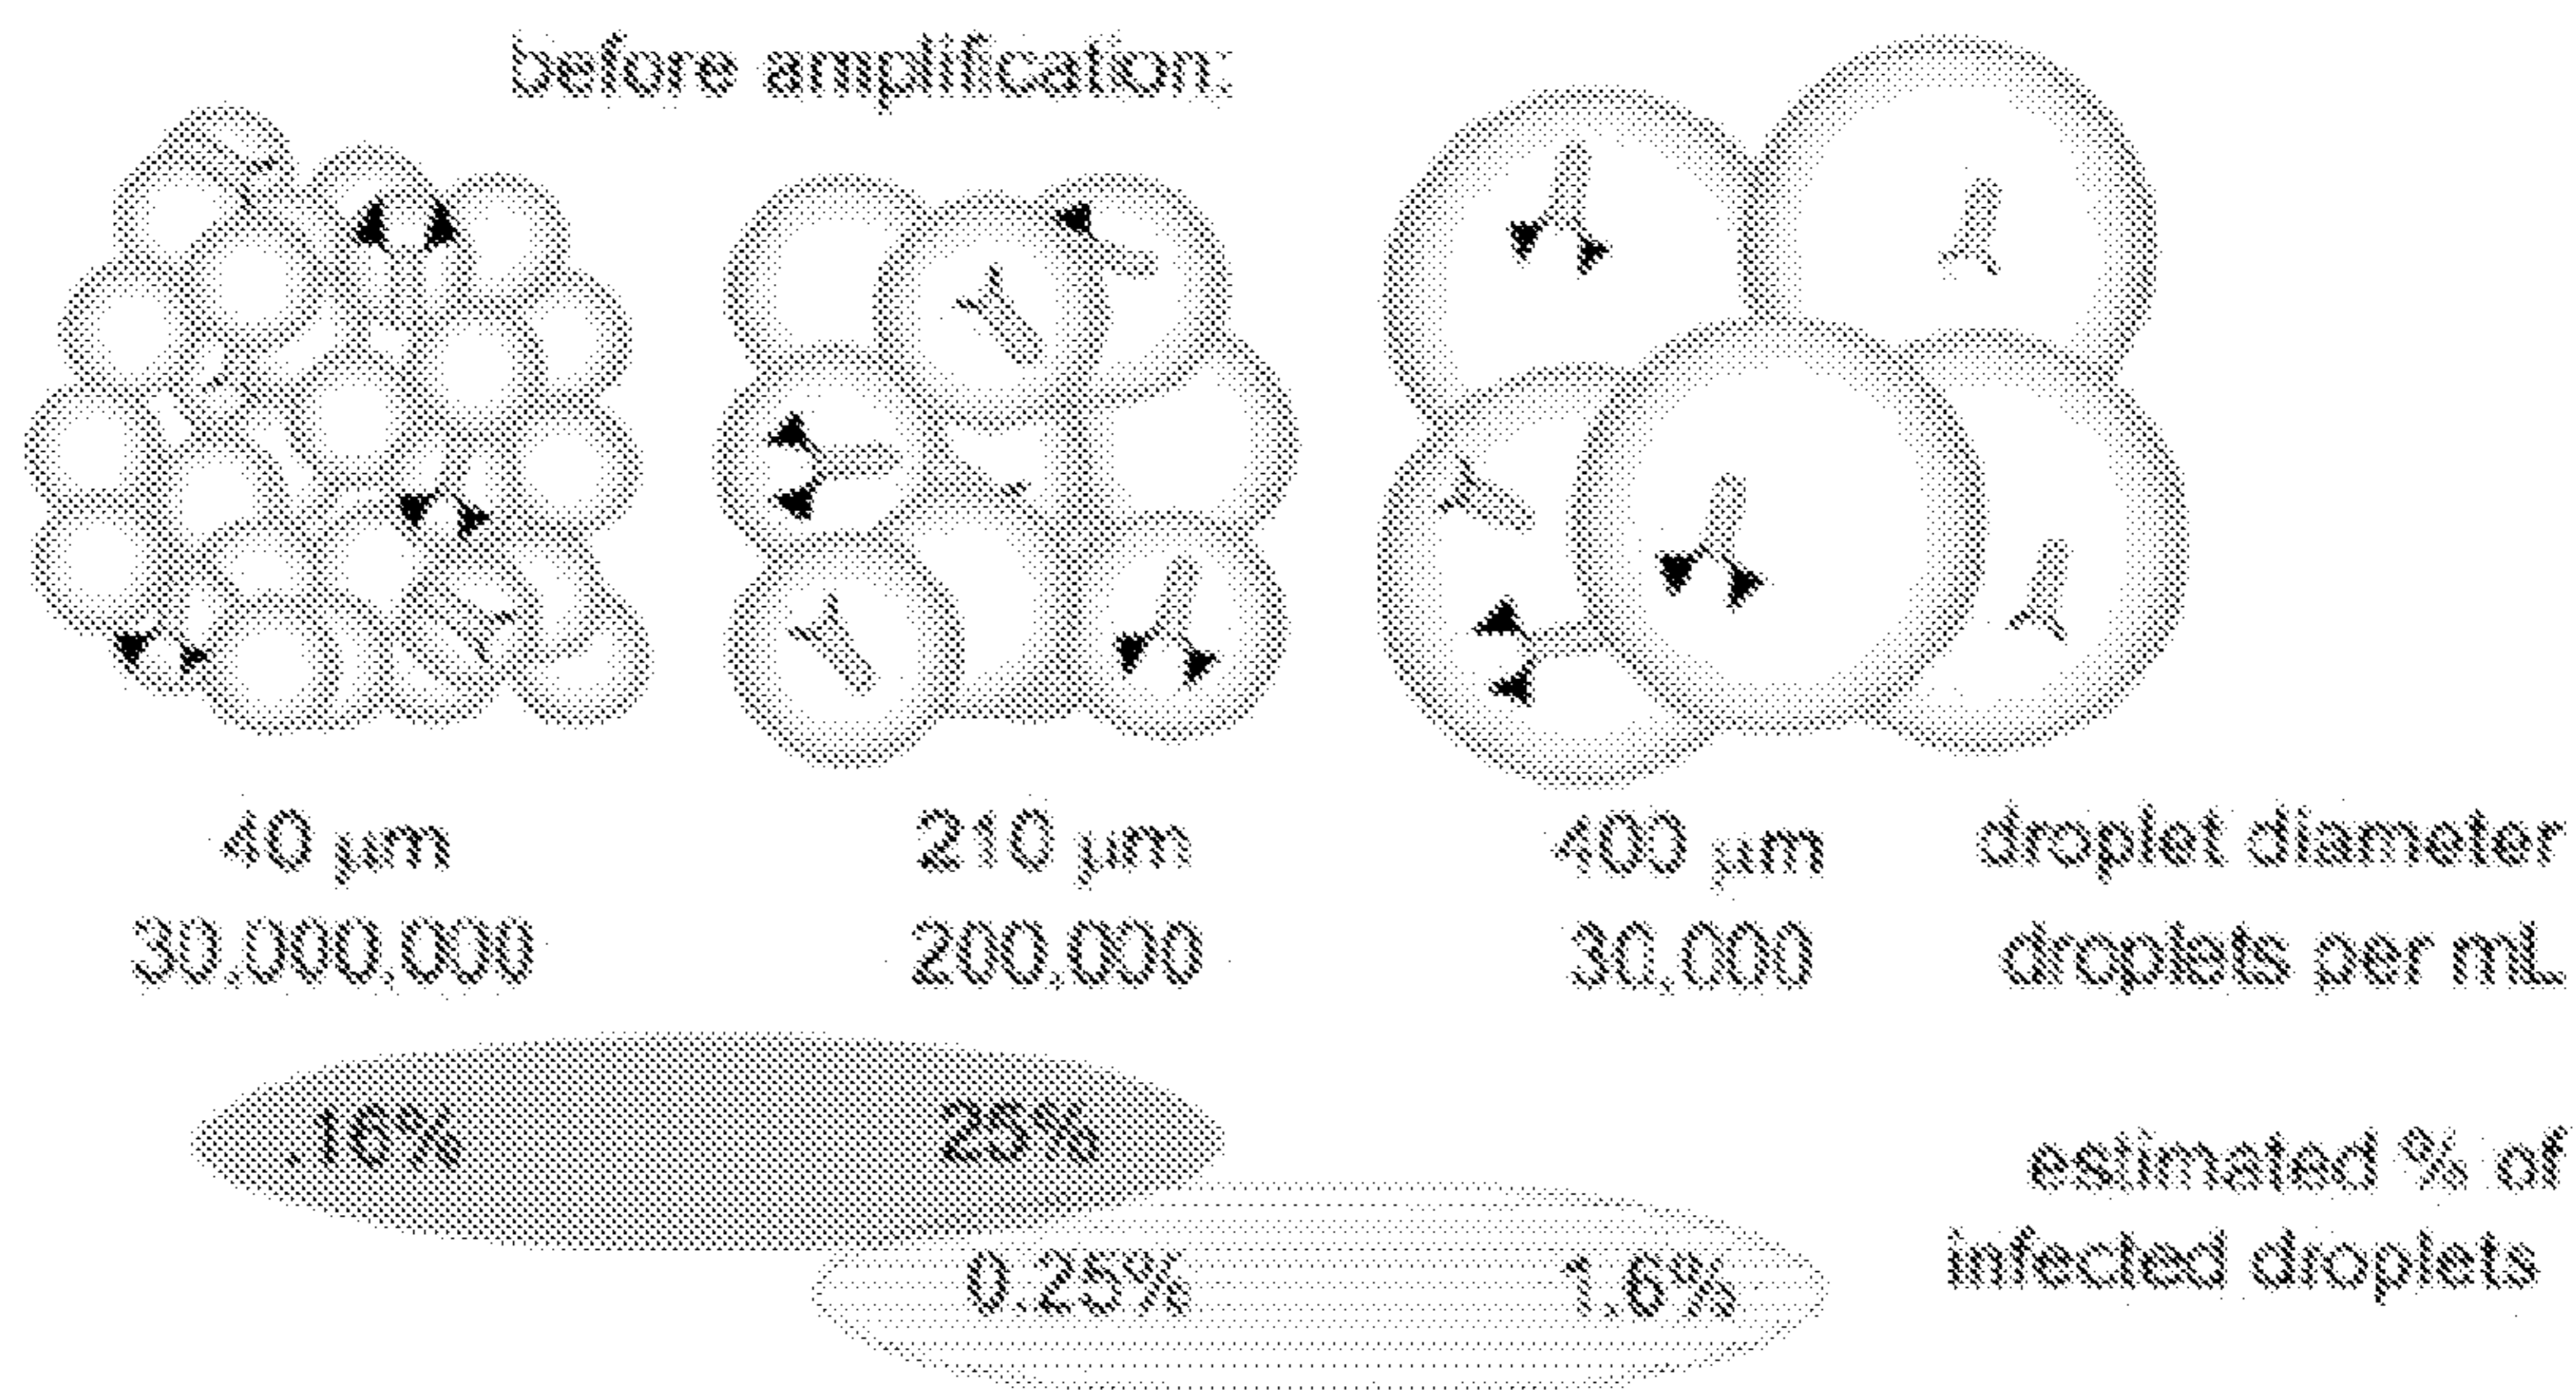 before amplification:
40 µm 210 µm 400 µm droplet diameter
30,000,000 200,000 30,000 droplets per mL
.16% 25%
estimated % of
0.25% 1.6% infected droplets